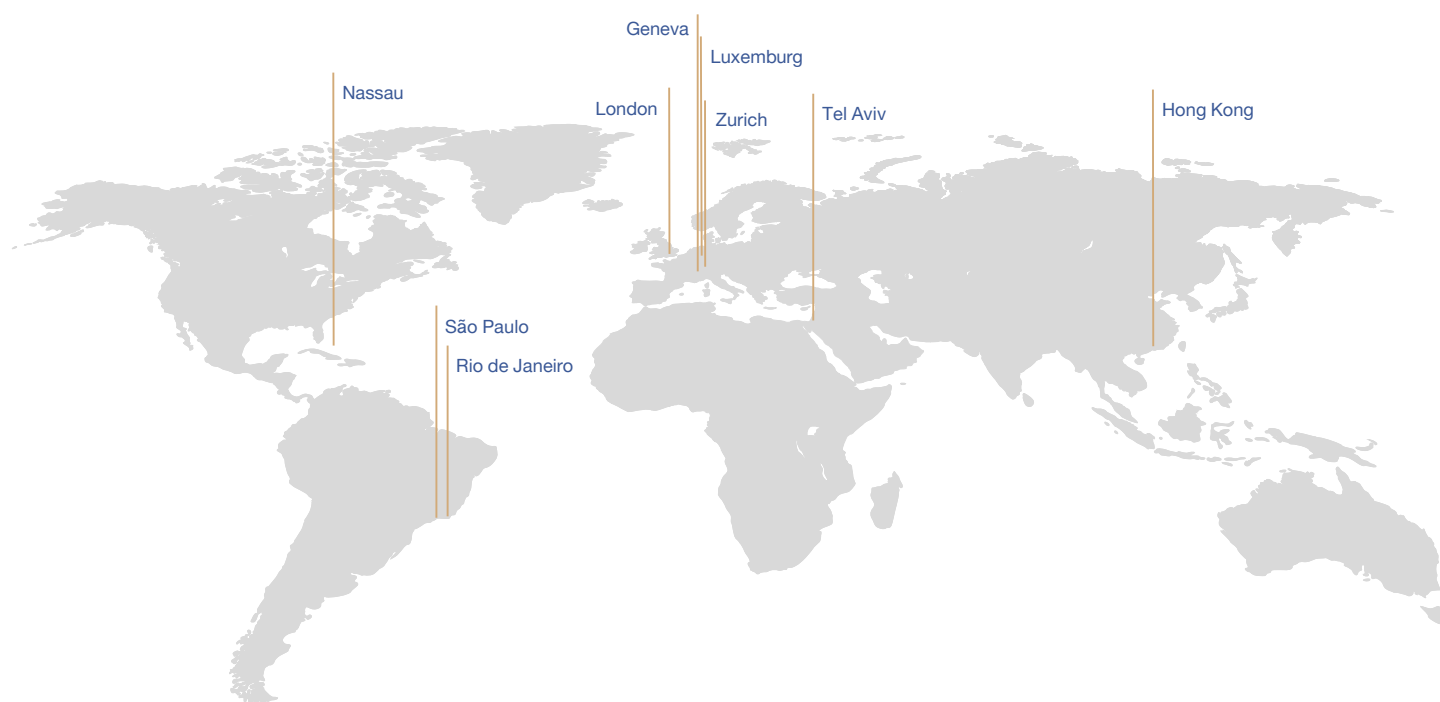 Geneva
Luxemburg
Nassau
London
Zurich
Tel Aviv
Hong Kong
São Paulo
Rio de Janeiro